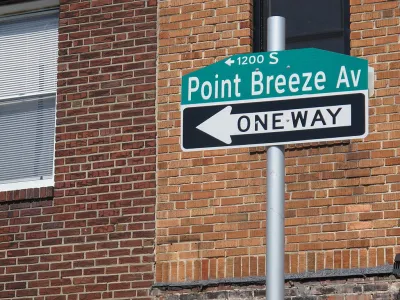 1200 S
Point Breeze Av
ONE WAY